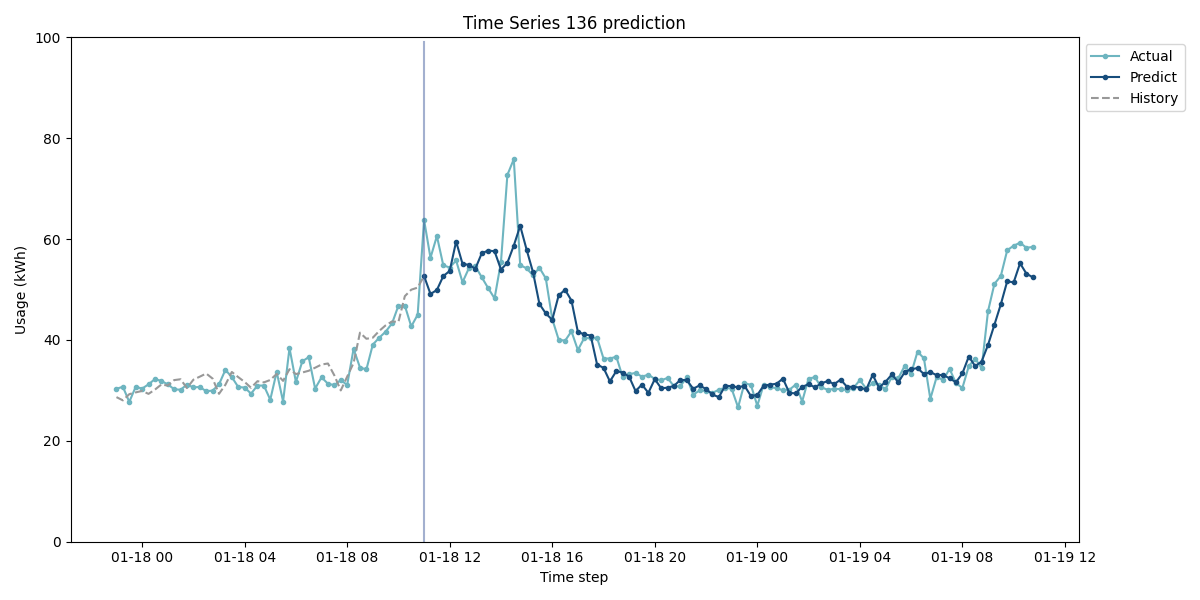 Time Series 136 prediction
Usage (kWh)
100
80
60
40
20
0
01-18 00 01-18 04 01-18 08 01-18 12 01-18 16 01-18 20 01-19 00 01-19 04 01-19 08 01-19 12
Time step
Actual
Predict
History